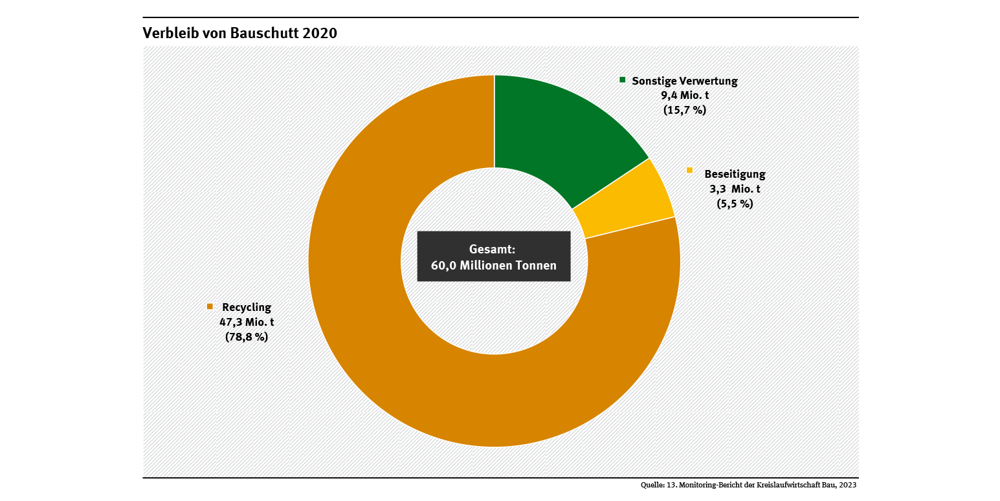 Verbleib von Bauschutt 2020
Sonstige Verwertung
9,4 Mio. t
(15,7 %)
Beseitigung
3,3 Mio. t
(5,5 %)
Gesamt:
60,0 Millionen Tonnen
Recycling
47,3 Mio. t
(78,8 %)
Quelle: 13. Monitoring-Bericht der Kreislaufwirtschaft Bau, 2023